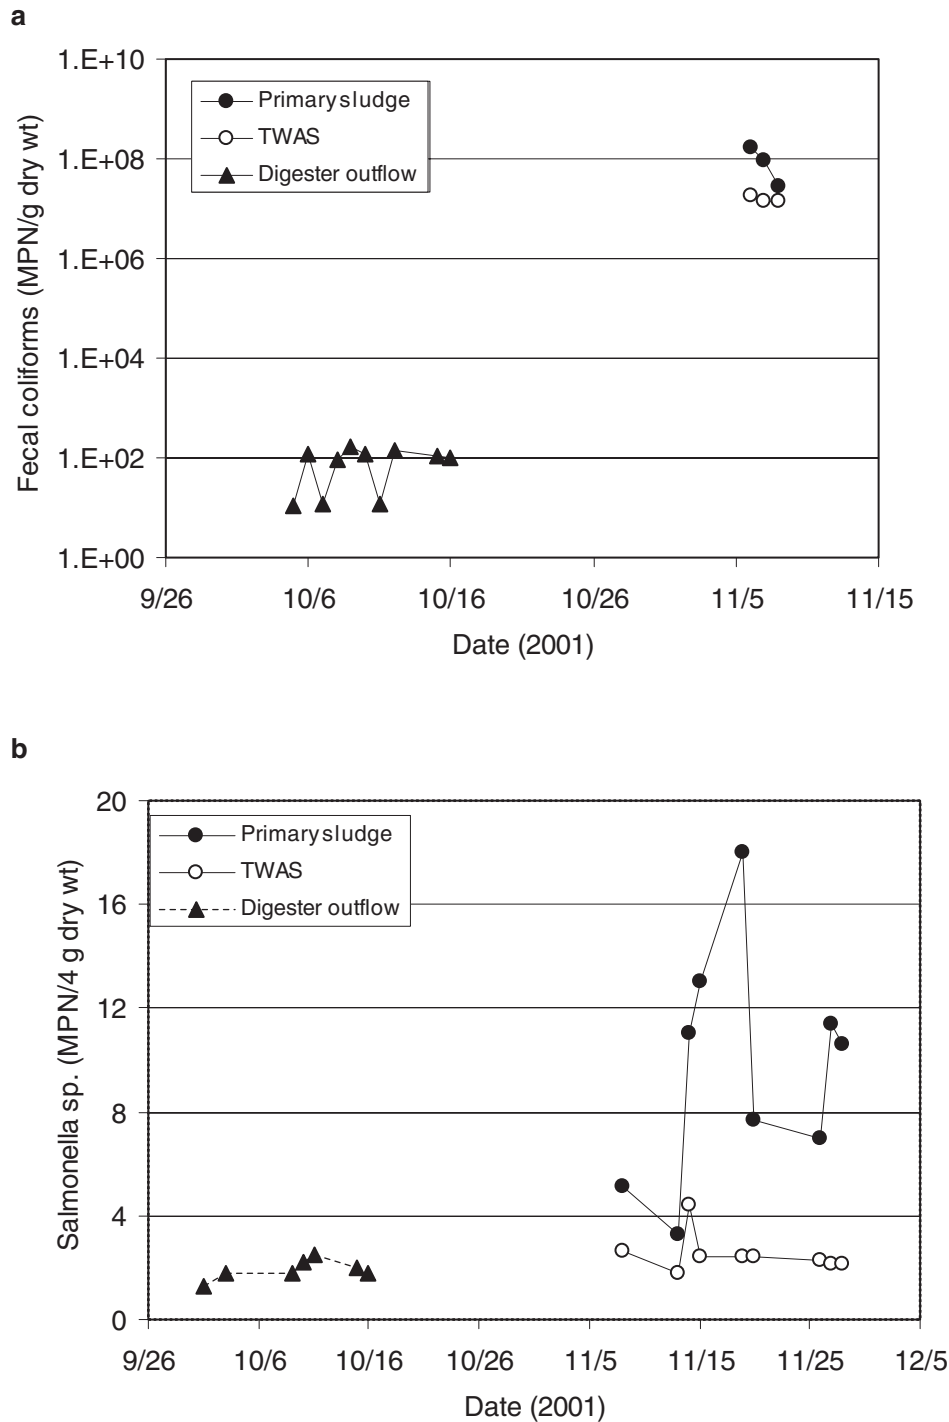 a
1.E+10
1.E+08
1.E+06
1.E+04
1.E+02
1.E+00
Fecal coliforms (MPN/g dry wt)
Primary sludge
TWAS
Digester outflow
9/26 10/6 10/16 10/26 11/5 11/15
Date (2001)
b
20
16
12
8
4
0
Salmonella sp. (MPN/4 g dry wt)
Primary sludge
TWAS
Digester outflow
9/26 10/6 10/16 10/26 11/5 11/15 11/25 12/5
Date (2001)